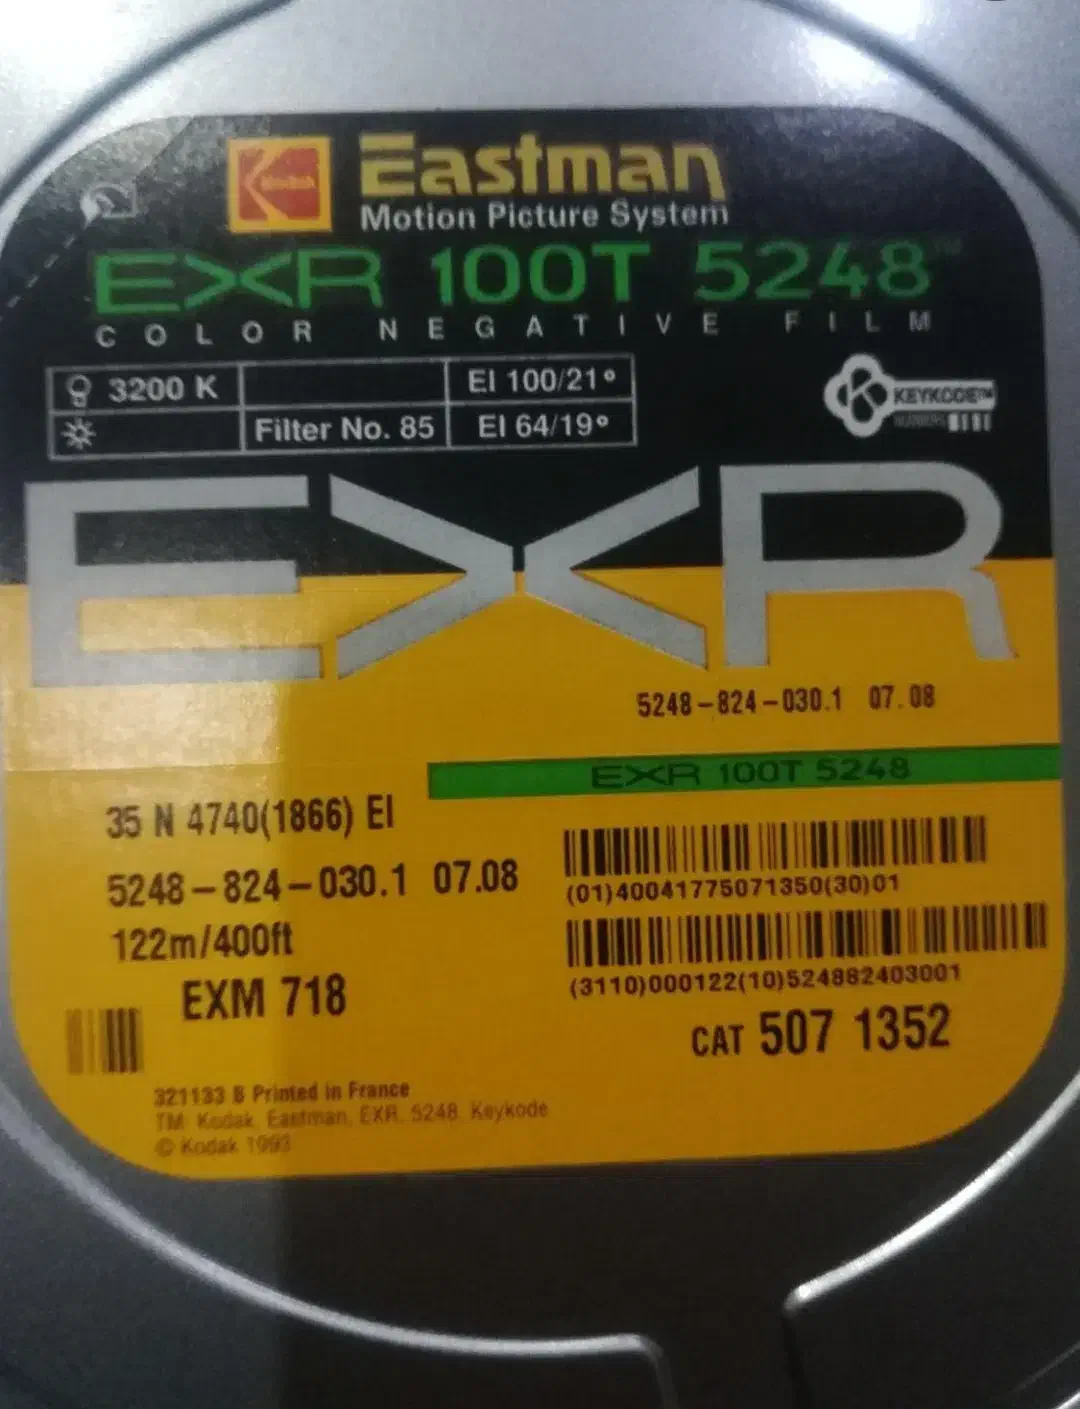 Kodak
Eastman
Motion Picture System
EXR 100T 5248™
COLOR NEGATIVE FILM
3200 K EI 100/21°
Filter No. 85 EI 64/19°
KEYKODE™
NUMBERS
EXR
5248-824-030.1 07.08
EXR 100T 5248
35 N 4740(1866) EI
5248-824-030.1 07.08
122m/400ft
EXM 718
(01)40041775071350(30)01
(3110)000122(10)524882403001
CAT 507 1352
321133 B Printed in France
TM: Kodak, Eastman, EXR, 5248, Keykode
© Kodak 1993